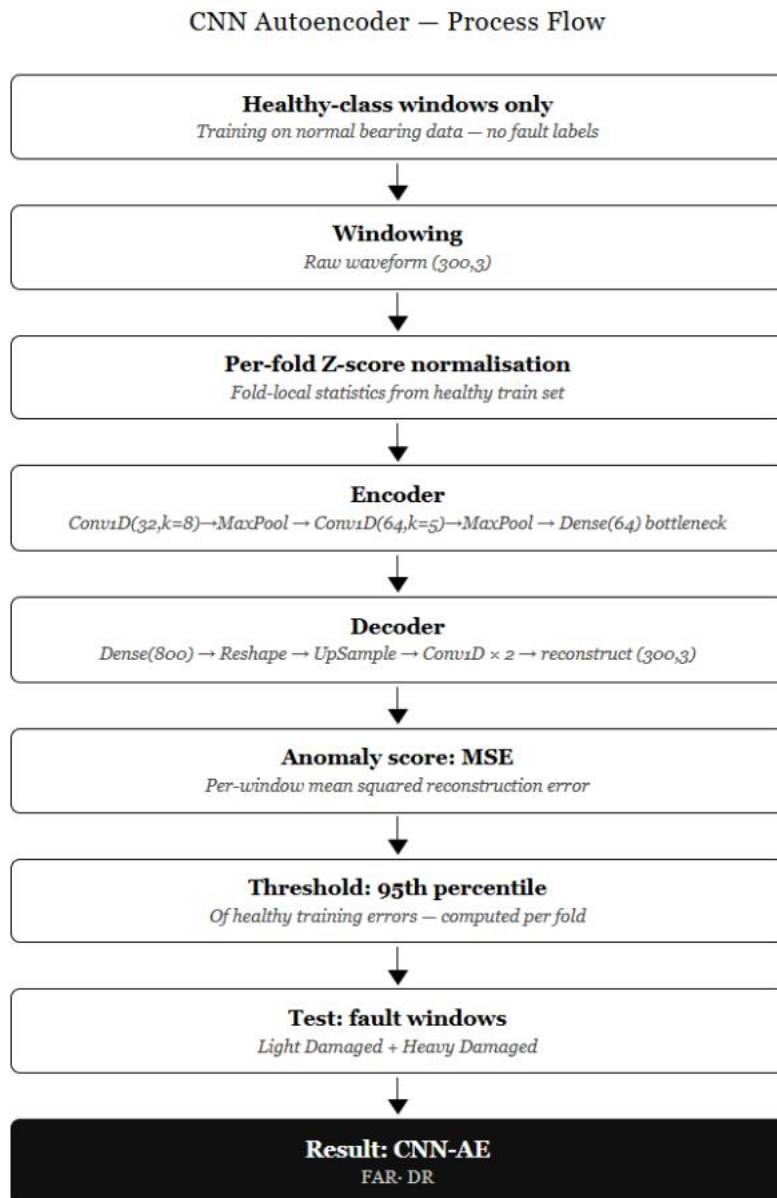 CNN Autoencoder — Process Flow
Healthy-class windows only
Training on normal bearing data — no fault labels
Windowing
Raw waveform (300,3)
Per-fold Z-score normalisation
Fold-local statistics from healthy train set
Encoder
Conv1D(32,k=8)→MaxPool → Conv1D(64,k=5)→MaxPool → Dense(64) bottleneck
Decoder
Dense(800) → Reshape → UpSample → Conv1D × 2 → reconstruct (300,3)
Anomaly score: MSE
Per-window mean squared reconstruction error
Threshold: 95th percentile
Of healthy training errors — computed per fold
Test: fault windows
Light Damaged + Heavy Damaged
Result: CNN-AE
FAR· DR